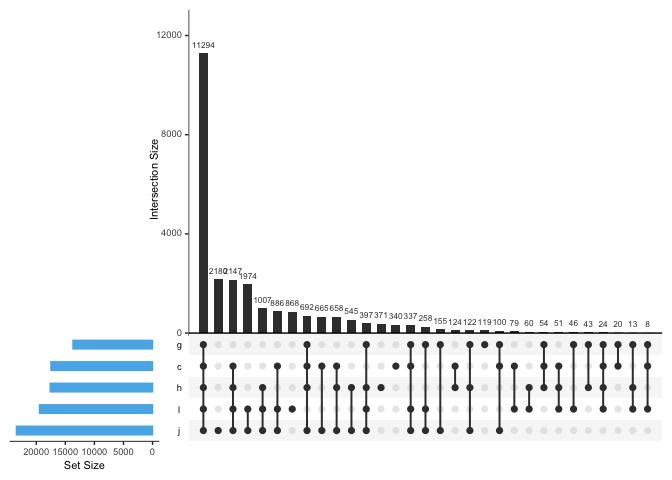 12000
11294
Intersection Size
8000
4000
2180 2147 1974 1007 886 868 692 665 658 545 397 371 340 337 258 155 124 122 119 100 79 60 54 51 46 43 24 20 13 8
0
g
c
h
l
j
20000 15000 10000 5000 0
Set Size